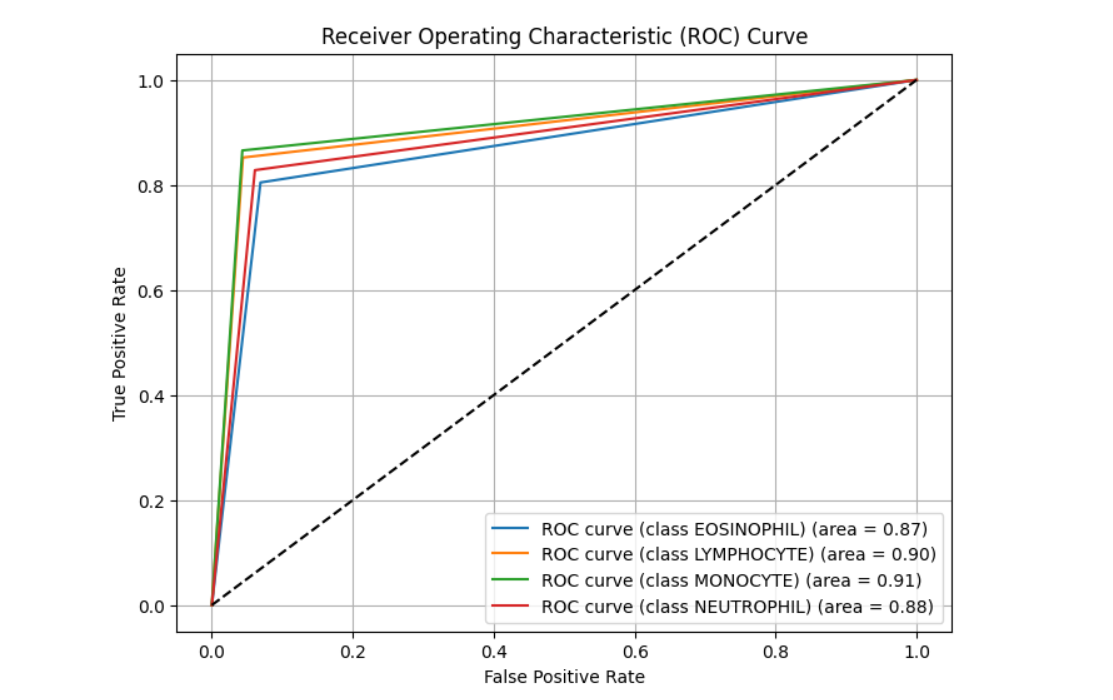 Receiver Operating Characteristic (ROC) Curve
1.0
0.8
0.6
0.4
0.2
0.0
True Positive Rate
ROC curve (class EOSINOPHIL) (area = 0.87)
ROC curve (class LYMPHOCYTE) (area = 0.90)
ROC curve (class MONOCYTE) (area = 0.91)
ROC curve (class NEUTROPHIL) (area = 0.88)
0.0 0.2 0.4 0.6 0.8 1.0
False Positive Rate